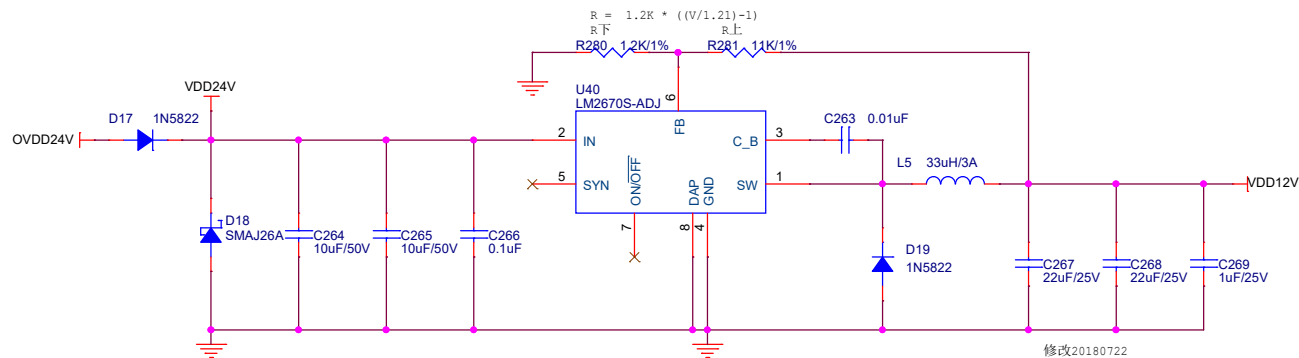 R = 1.2K * ((V/1.21)-1)
R下
R上
R280 1.2K/1%
R281 11K/1%
U40
LM2670S-ADJ
VDD24V
D17 1N5822
OVDD24V
6
FB
2
IN
C_B
3
C263 0.01uF
5
SYN
ON/OFF
DAP
GND
SW
1
L5 33uH/3A
VDD12V
7
8
4
D18
SMAJ26A
C264
10uF/50V
C265
10uF/50V
C266
0.1uF
D19
1N5822
C267
22uF/25V
C268
22uF/25V
C269
1uF/25V
修改20180722